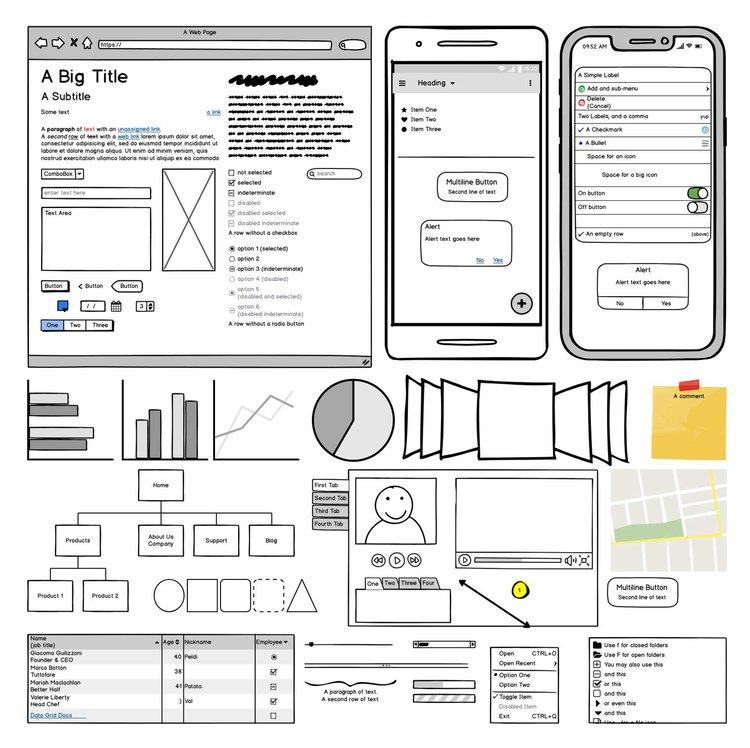 A Web Page
https://
A Big Title
A Subtitle
Some text
a link
A paragraph of text with an unassigned link.
A second row of text with a web link lorem ipsum dolor sit amet,
consectetur adipiscing elit, sed do eiusmod tempor incididunt ut
labore et dolore magna aliqua. Ut enim ad minim veniam, quis
nostrud exercitation ullamco laboris nisi ut aliquip ex ea commodo
ComboBox
enter text here
Text Area
Button
Button
Button
/ /
3
One Two Three
not selected
selected
indeterminate
disabled
disabled selected
disabled indeterminate
A row without a checkbox
search
option 1 (selected)
option 2
option 3 (indeterminate)
option 4 (disabled)
option 5
(disabled and selected)
option 6
(disabled indeterminate)
A row without a radio button
Heading
Item One
Item Two
Item Three
Multiline Button
Second line of text
Alert
Alert text goes here
No Yes
09:52 AM
A Simple Label
Add and sub-menu
Delete
(Cancel)
Two Labels, and a comma yup
A Checkmark
A Bullet
Space for an icon
Space for a big icon
On button
Off button
An empty row (above)
Alert
Alert text goes here
No Yes
A comment
Home
Products
About Us
Company
Support
Blog
Product 1
Product 2
First Tab
Second Tab
Third Tab
Fourth Tab
One Two Three Four
1
Multiline Button
Second line of text
Name
(job title)
Age
Nickname
Employee
Giacomo Guilizzoni
Founder & CEO
40
Peldi
Marco Botton
Tuttofare
38
Mariah Maclachlan
Better Half
41
Patata
Valerie Liberty
Head Chef
:)
Val
Data Grid Docs
A paragraph of text.
A second row of text.
Open CTRL+O
Open Recent
Option One
Option Two
Toggle Item
Disabled Item
Exit CTRL+Q
Use f for closed folders
Use F for open folders
You may also use this
and this
or this
and this
or even this
and this